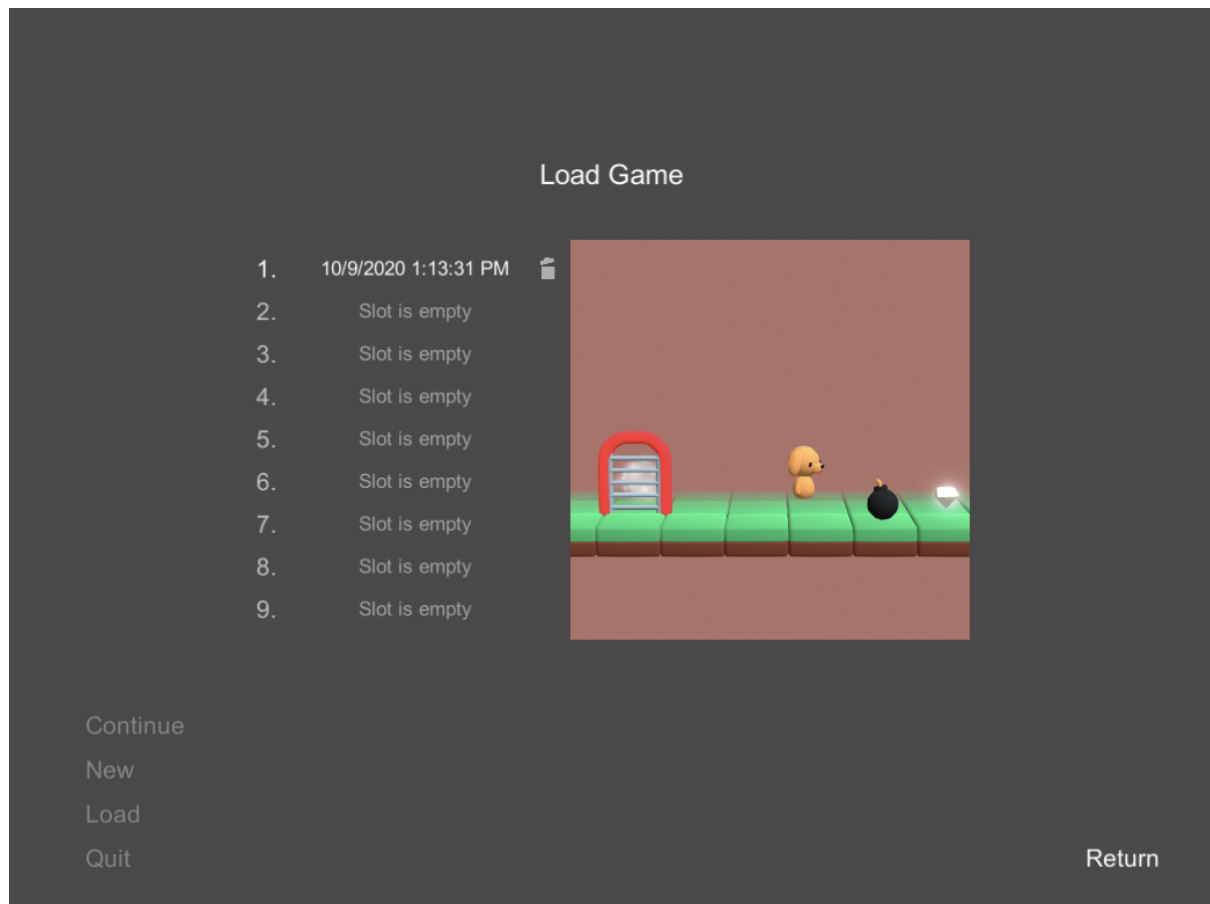 Load Game
1. 10/9/2020 1:13:31 PM
2. Slot is empty
3. Slot is empty
4. Slot is empty
5. Slot is empty
6. Slot is empty
7. Slot is empty
8. Slot is empty
9. Slot is empty
Continue
New
Load
Quit
Return